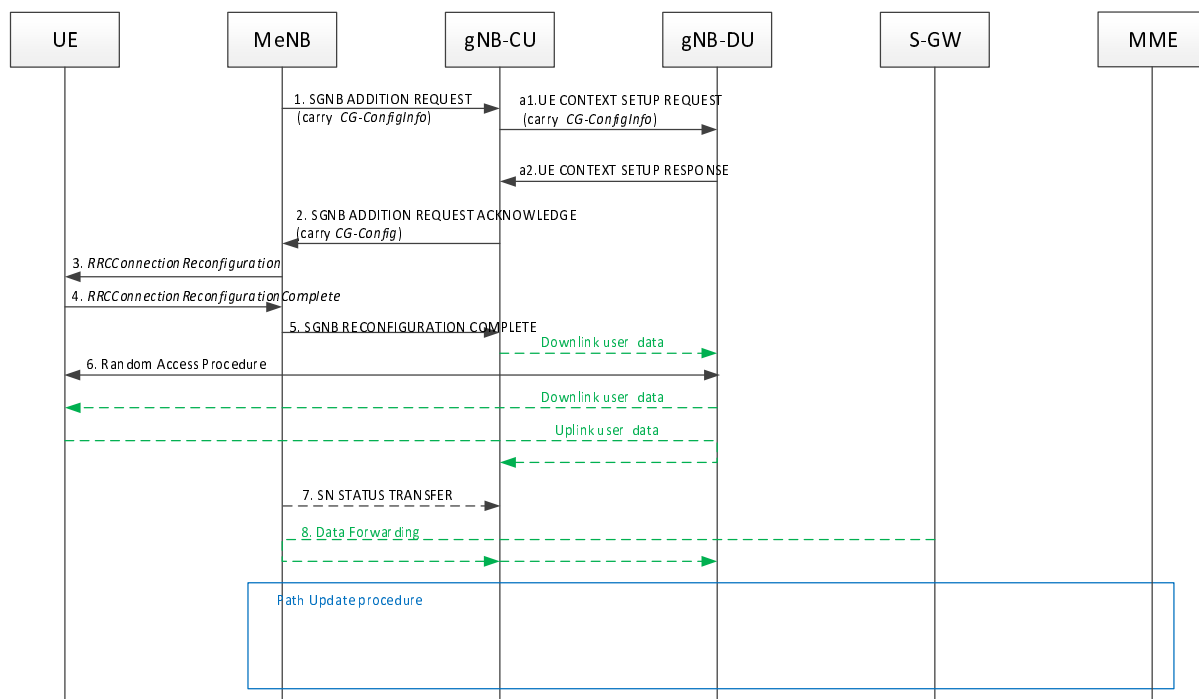 UE
MeNB
gNB-CU
gNB-DU
S-GW
MME
1. SGNB ADDITION REQUEST
(carry CG-ConfigInfo)
a1.UE CONTEXT SETUP REQUEST
(carry CG-ConfigInfo)
a2.UE CONTEXT SETUP RESPONSE
2. SGNB ADDITION REQUEST ACKNOWLEDGE
(carry CG-Config)
3. RRCConnectionReconfiguration
4. RRCConnectionReconfigurationComplete
5. SGNB RECONFIGURATION COMPLETE
Downlink user data
6. Random Access Procedure
Downlink user data
Uplink user data
7. SN STATUS TRANSFER
8. Data Forwarding
Path Update procedure